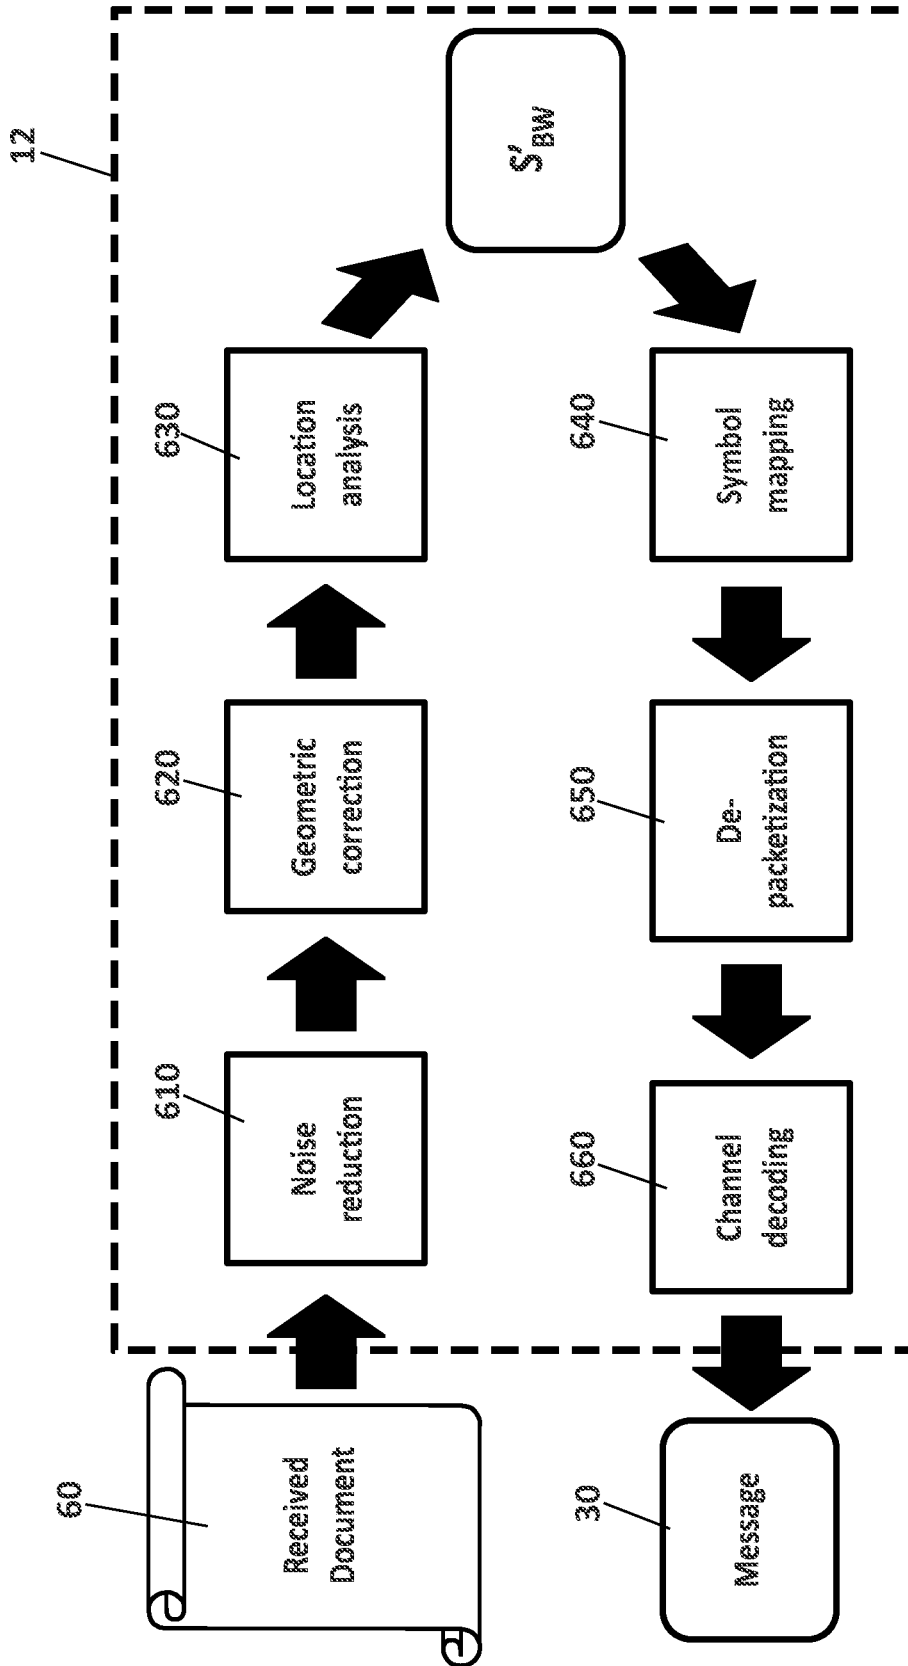 12
60
Received
Document
610
Noise
reduction
620
Geometric
correction
630
Location
analysis
S'BW
640
Symbol
mapping
650
De-
packetization
660
Channel
decoding
30
Message